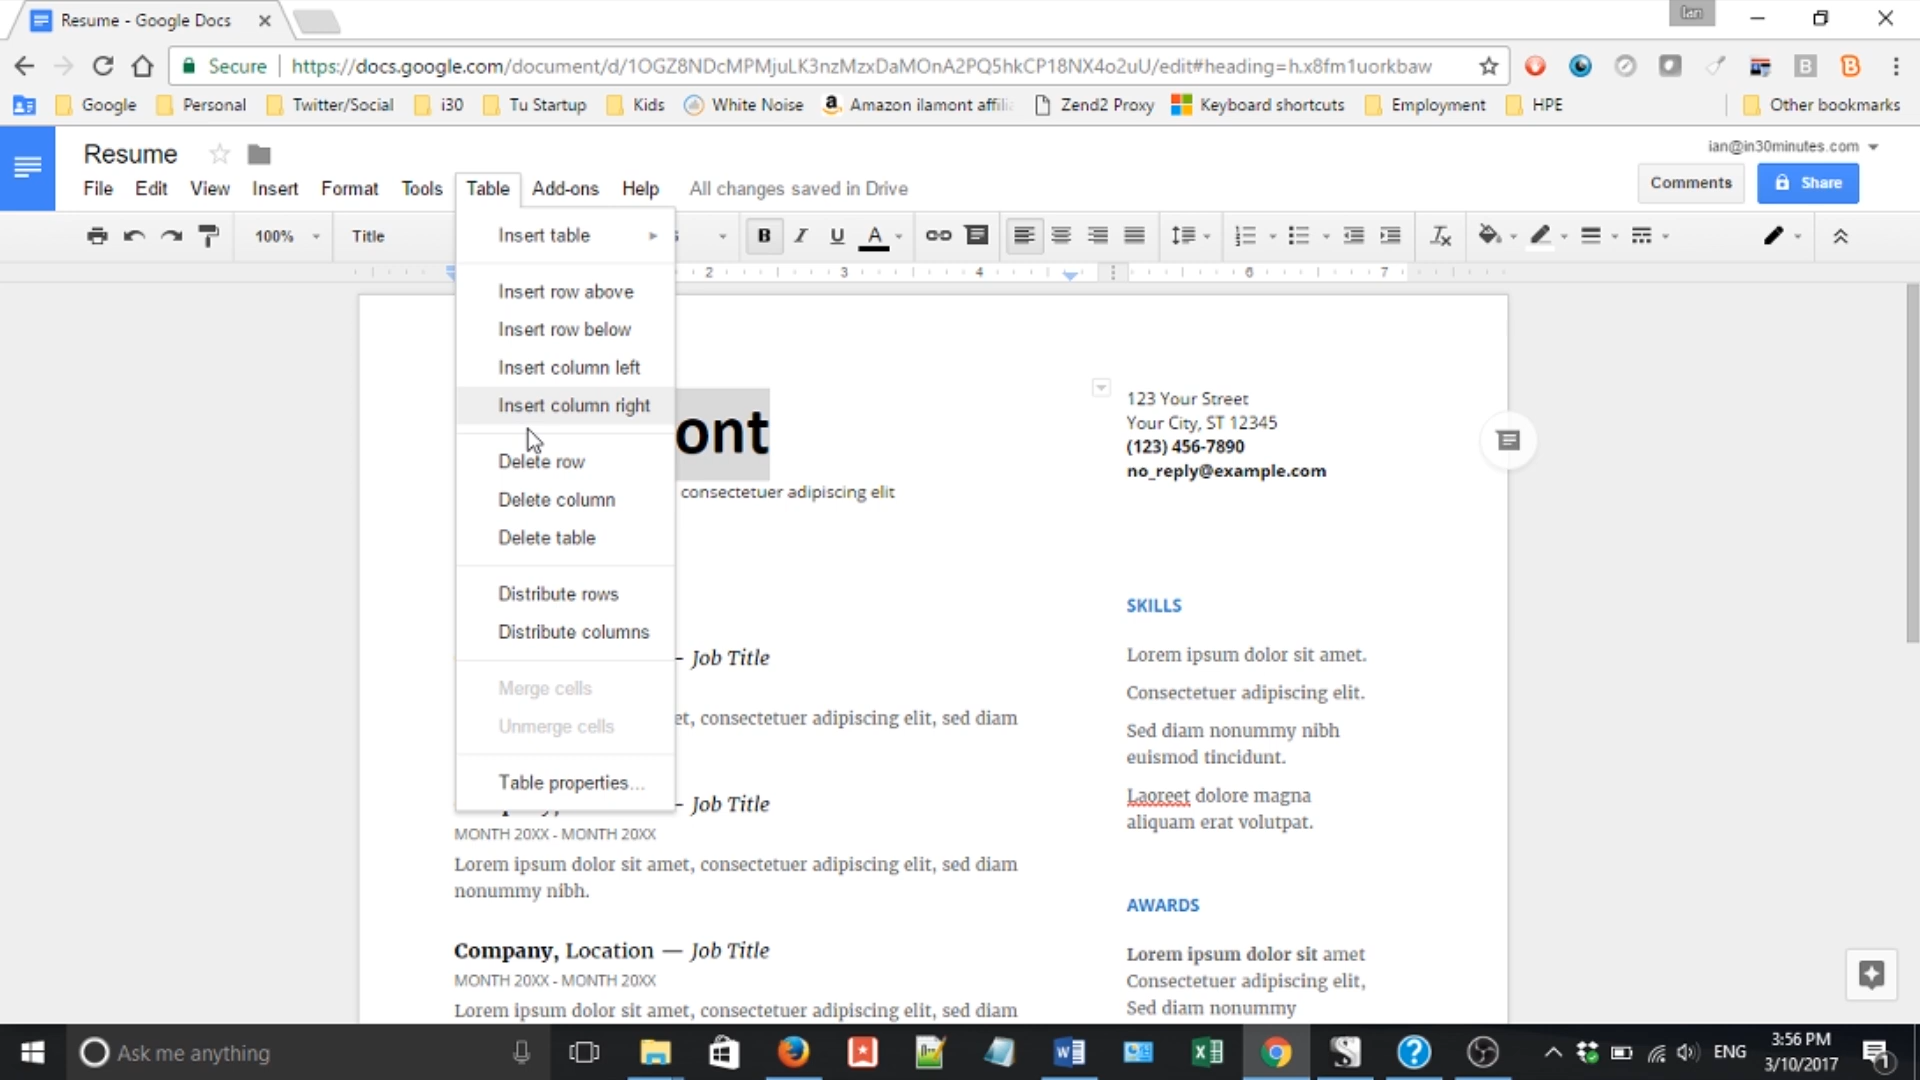 Resume - Google Docs
Ian
Secure
https://docs.google.com/document/d/1OGZ8NDcMPMjuLK3nzMzxDaMOnA2PQ5hkCP18NX4o2uU/edit#heading=h.x8fm1uorkbaw
Google Personal Twitter/Social i30 Tu Startup Kids White Noise Amazon ilamont affili Zend2 Proxy Keyboard shortcuts Employment HPE Other bookmarks
Resume
ian@in30minutes.com
File Edit View Insert Format Tools Table Add-ons Help All changes saved in Drive
Comments Share
100% Title
B I U A
2 3 4 6 7
Insert table
Insert row above
Insert row below
Insert column left
Insert column right
Delete row
Delete column
Delete table
Distribute rows
Distribute columns
Merge cells
Unmerge cells
Table properties...
ont
consectetuer adipiscing elit
– Job Title
et, consectetuer adipiscing elit, sed diam
– Job Title
MONTH 20XX - MONTH 20XX
Lorem ipsum dolor sit amet, consectetuer adipiscing elit, sed diam
nonummy nibh.
Company, Location — Job Title
MONTH 20XX - MONTH 20XX
Lorem ipsum dolor sit amet, consectetuer adipiscing elit, sed diam
123 Your Street
Your City, ST 12345
(123) 456-7890
no_reply@example.com
SKILLS
Lorem ipsum dolor sit amet.
Consectetuer adipiscing elit.
Sed diam nonummy nibh
euismod tincidunt.
Laoreet dolore magna
aliquam erat volutpat.
AWARDS
Lorem ipsum dolor sit amet
Consectetuer adipiscing elit,
Sed diam nonummy
Ask me anything
ENG
3:56 PM
3/10/2017
1